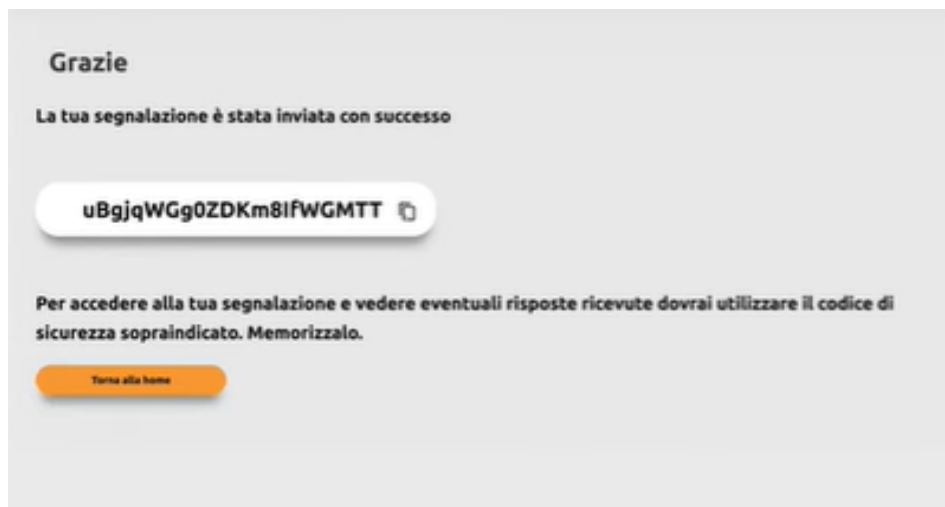 Grazie
La tua segnalazione è stata inviata con successo
uBgjqWGg0ZDKm8IfWGMTT
Per accedere alla tua segnalazione e vedere eventuali risposte ricevute dovrai utilizzare il codice di
sicurezza sopraindicato. Memorizzalo.
Torna alla home